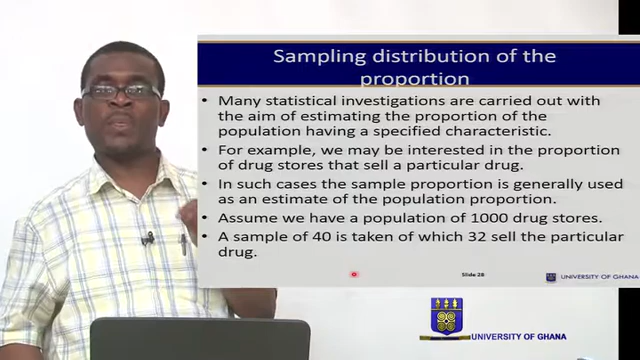 Sampling distribution of the
proportion
• Many statistical investigations are carried out with
the aim of estimating the proportion of the
population having a specified characteristic.
• For example, we may be interested in the proportion
of drug stores that sell a particular drug.
• In such cases the sample proportion is generally used
as an estimate of the population proportion.
• Assume we have a population of 1000 drug stores.
• A sample of 40 is taken of which 32 sell the particular
drug.
Slide 28
UNIVERSITY OF GHANA
UNIVERSITY OF GHANA